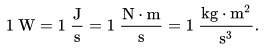 1 W = 1 J/s = 1 N · m/s = 1 kg · m²/s³.